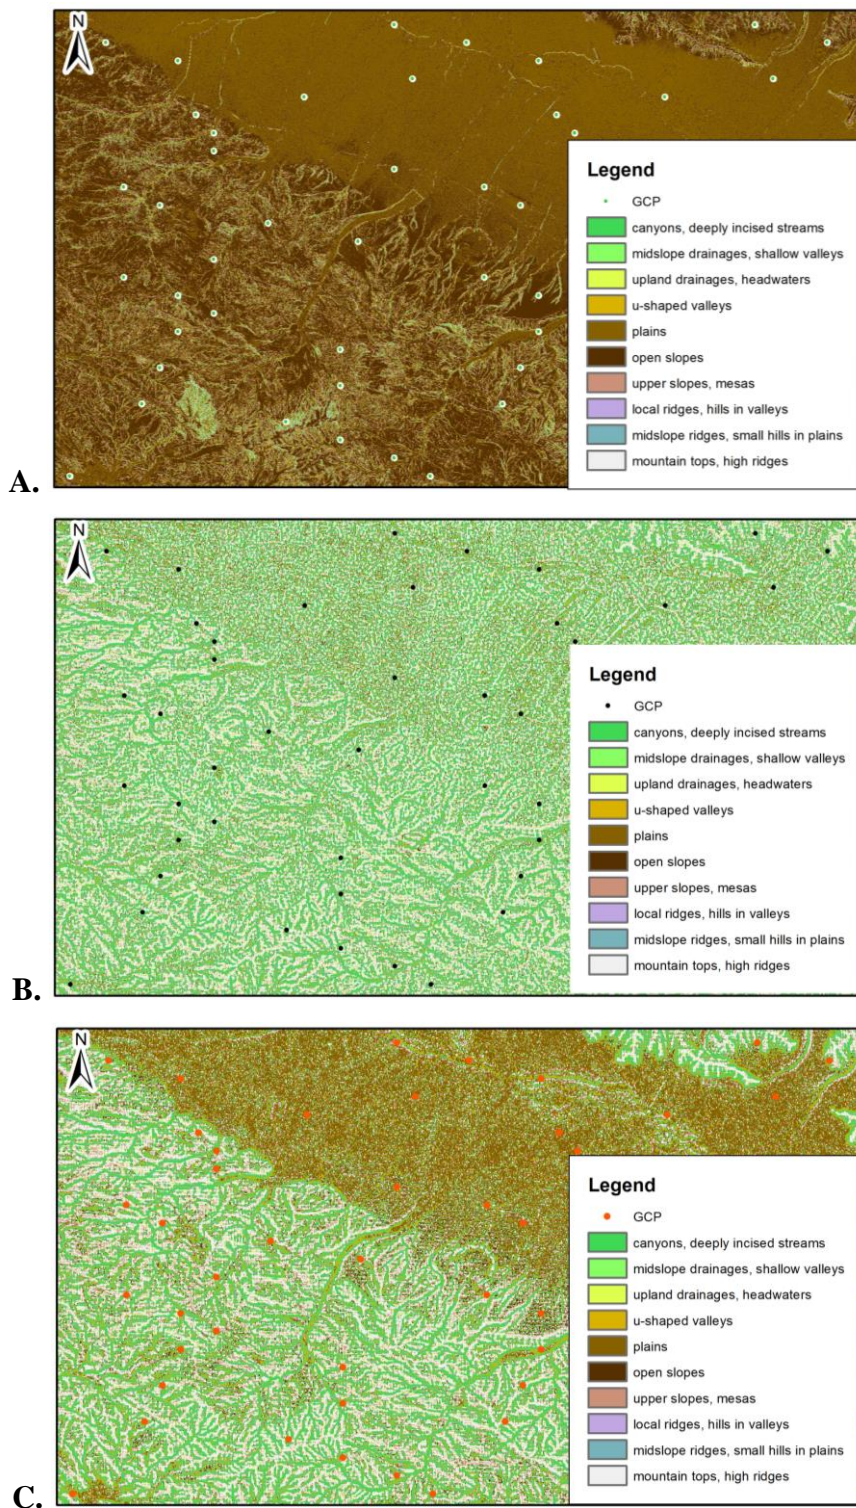 N
Legend
GCP
canyons, deeply incised streams
midslope drainages, shallow valleys
upland drainages, headwaters
u-shaped valleys
plains
open slopes
upper slopes, mesas
local ridges, hills in valleys
midslope ridges, small hills in plains
mountain tops, high ridges
A.
N
Legend
GCP
canyons, deeply incised streams
midslope drainages, shallow valleys
upland drainages, headwaters
u-shaped valleys
plains
open slopes
upper slopes, mesas
local ridges, hills in valleys
midslope ridges, small hills in plains
mountain tops, high ridges
B.
N
Legend
GCP
canyons, deeply incised streams
midslope drainages, shallow valleys
upland drainages, headwaters
u-shaped valleys
plains
open slopes
upper slopes, mesas
local ridges, hills in valleys
midslope ridges, small hills in plains
mountain tops, high ridges
C.